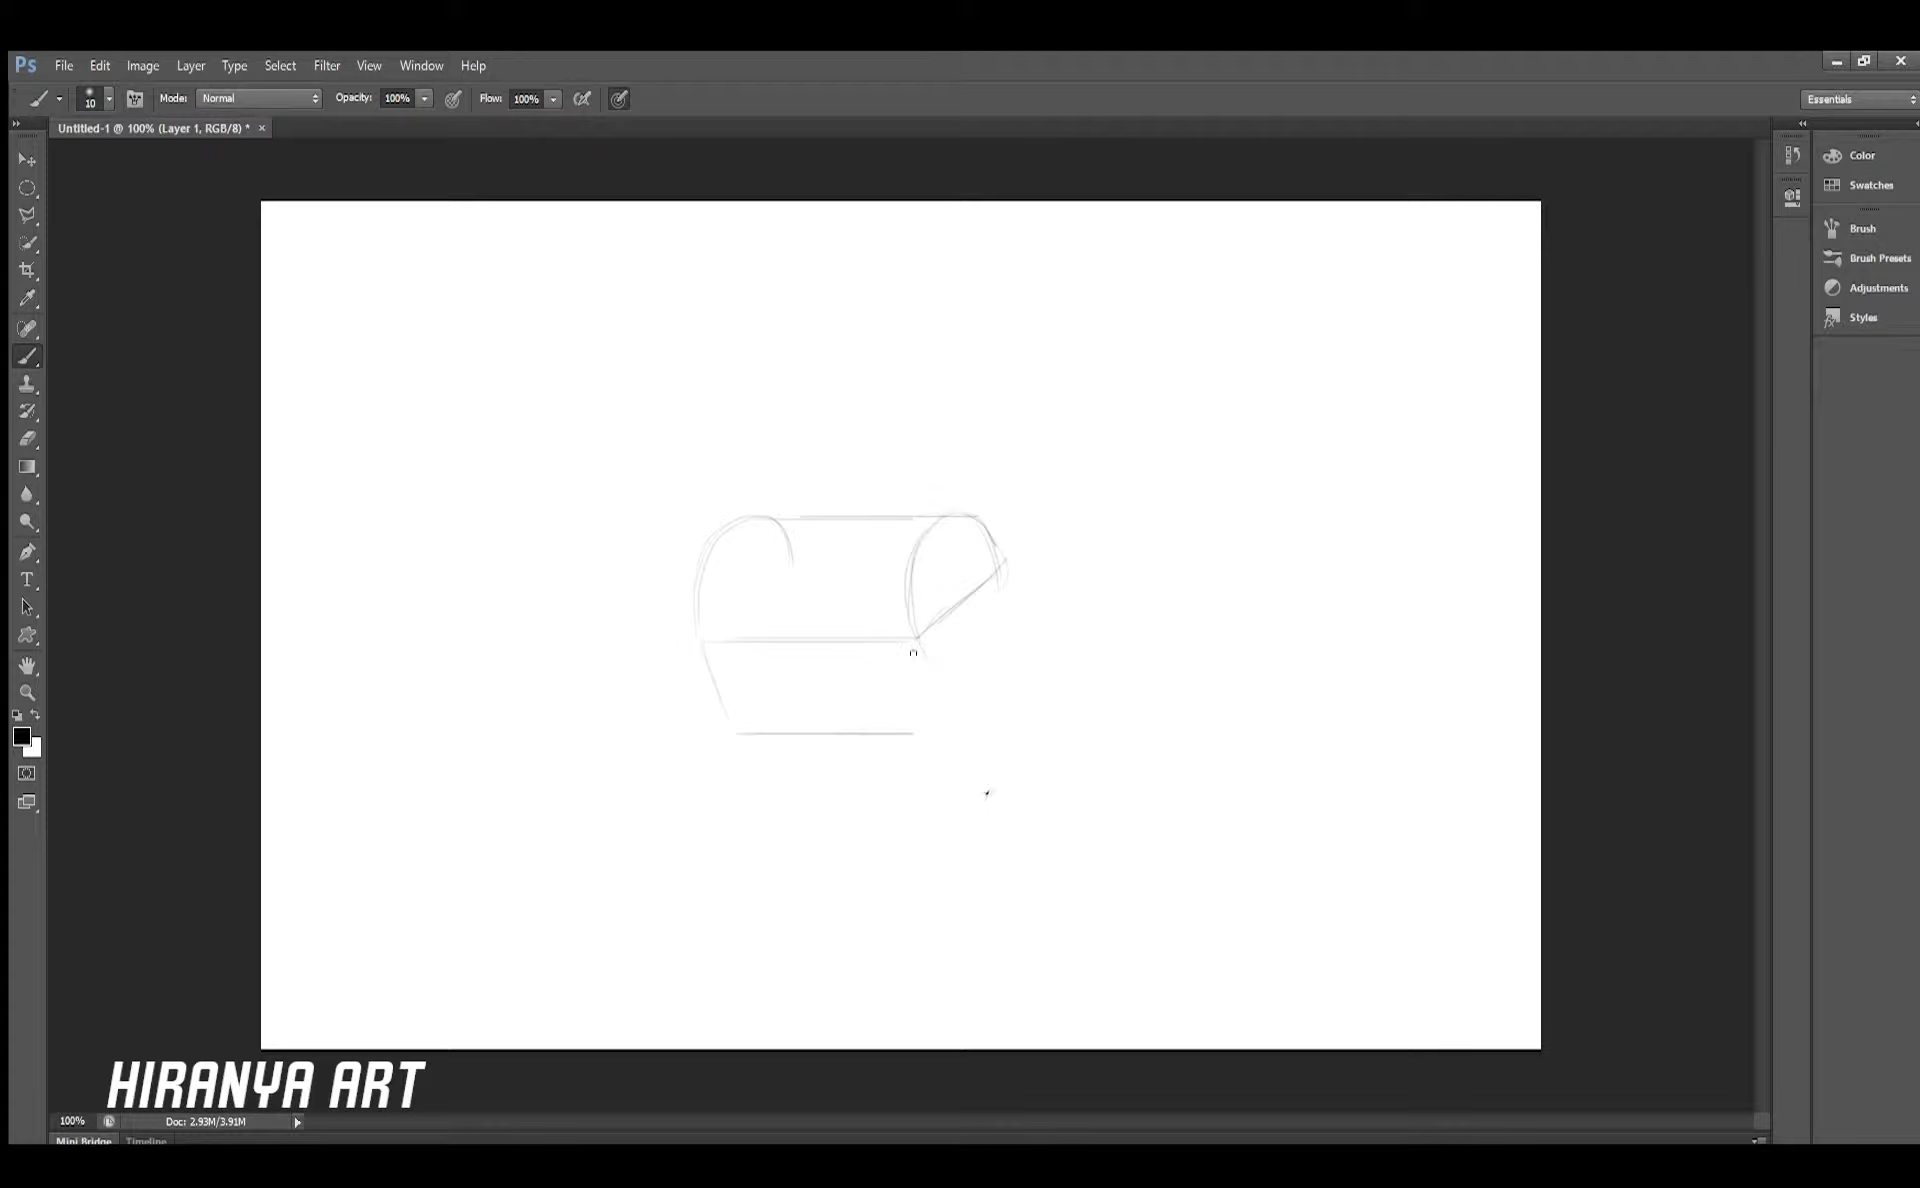 Ps File Edit Image Layer Type Select Filter View Window Help
10 Mode: Normal Opacity: 100% Flow: 100% Essentials
Untitled-1 @ 100% (Layer 1, RGB/8) * ×
Color
Swatches
Brush
Brush Presets
Adjustments
Styles
HIRANYA ART
100% Doc: 2.93M/3.91M
Mini Bridge Timeline